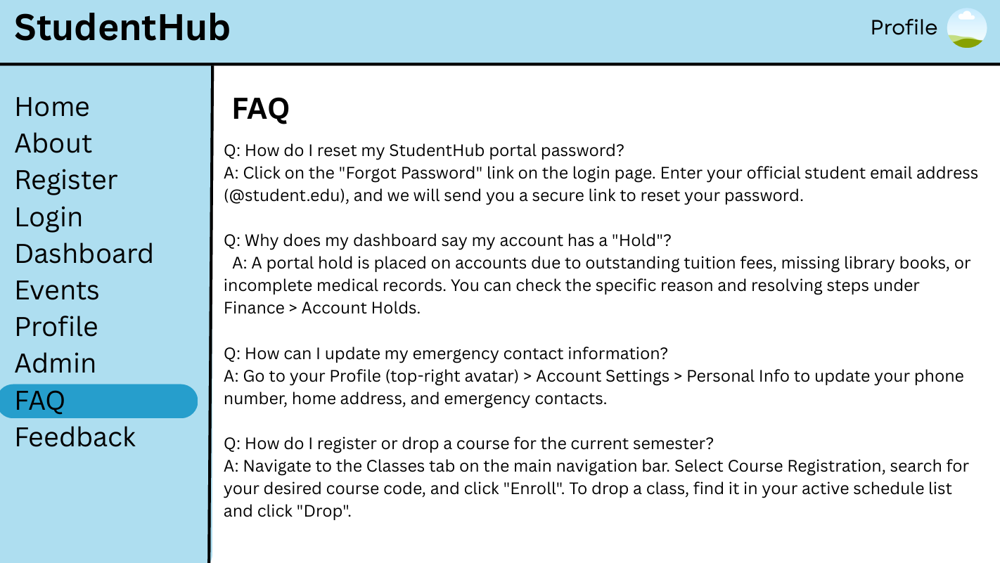 StudentHub
Profile
Home
About
Register
Login
Dashboard
Events
Profile
Admin
FAQ
Feedback
FAQ
Q: How do I reset my StudentHub portal password?
A: Click on the "Forgot Password" link on the login page. Enter your official student email address
(@student.edu), and we will send you a secure link to reset your password.
Q: Why does my dashboard say my account has a "Hold"?
A: A portal hold is placed on accounts due to outstanding tuition fees, missing library books, or
incomplete medical records. You can check the specific reason and resolving steps under
Finance > Account Holds.
Q: How can I update my emergency contact information?
A: Go to your Profile (top-right avatar) > Account Settings > Personal Info to update your phone
number, home address, and emergency contacts.
Q: How do I register or drop a course for the current semester?
A: Navigate to the Classes tab on the main navigation bar. Select Course Registration, search for
your desired course code, and click "Enroll". To drop a class, find it in your active schedule list
and click "Drop".